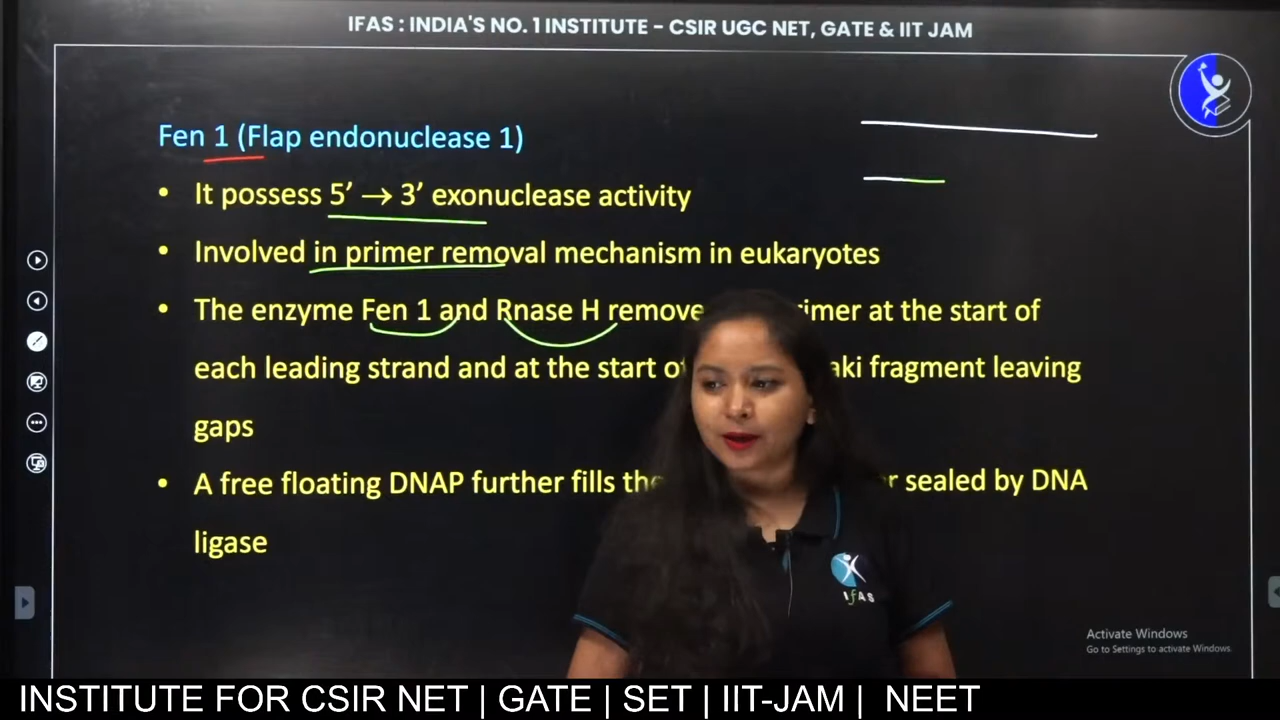 IFAS : INDIA'S NO. 1 INSTITUTE – CSIR UGC NET, GATE & IIT JAM
Fen 1 (Flap endonuclease 1)
• It possess 5′ → 3′ exonuclease activity
• Involved in primer removal mechanism in eukaryotes
• The enzyme Fen 1 and Rnase H remove at the start of
each leading strand and at the start fragment leaving
gaps
• A free floating DNAP further fills sealed by DNA
ligase
IFAS
Activate Windows
Go to Settings to activate Windows.
INSTITUTE FOR CSIR NET | GATE | SET | IIT-JAM | NEET